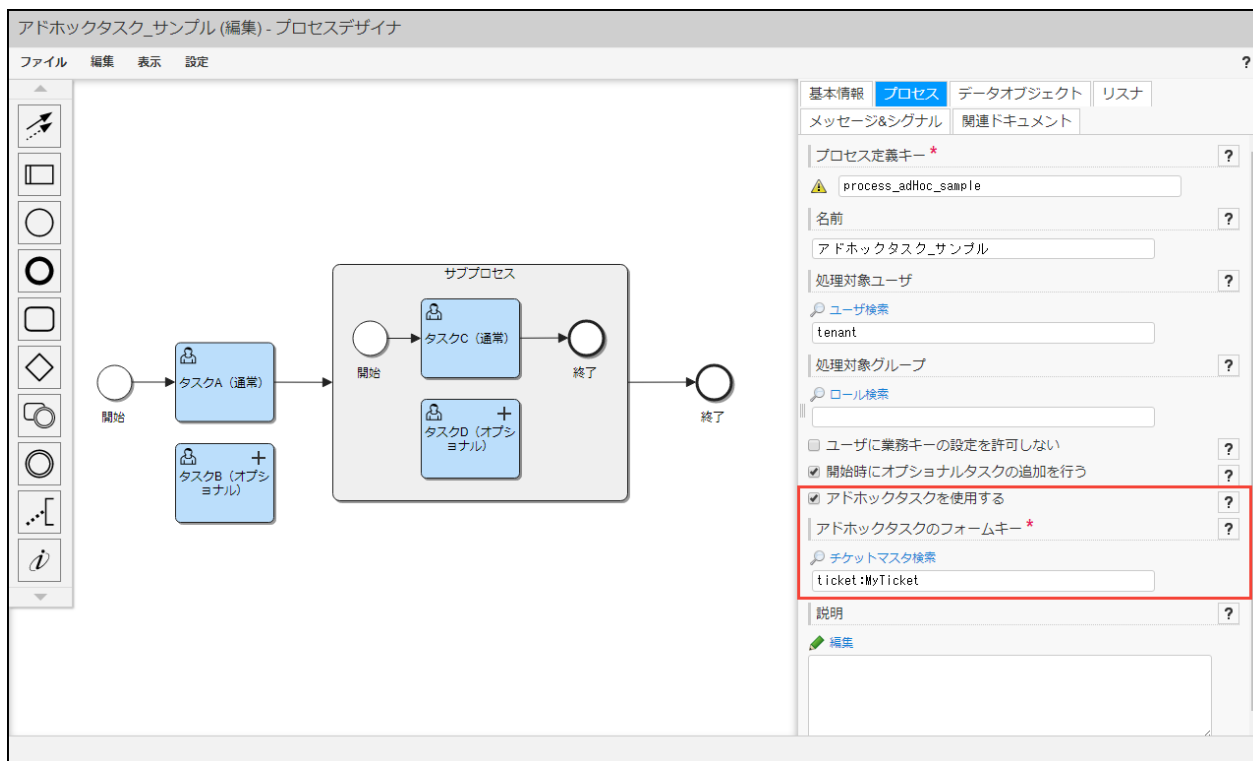 アドホックタスク_サンプル (編集) - プロセスデザイナ
ファイル 編集 表示 設定 ?
基本情報 プロセス データオブジェクト リスナ
メッセージ&シグナル 関連ドキュメント
プロセス定義キー * ?
process_adHoc_sample
名前 ?
アドホックタスク_サンプル
処理対象ユーザ ?
ユーザ検索
tenant
処理対象グループ ?
ロール検索
ユーザに業務キーの設定を許可しない ?
開始時にオプショナルタスクの追加を行う ?
アドホックタスクを使用する ?
アドホックタスクのフォームキー * ?
チケットマスタ検索
ticket:MyTicket
説明 ?
編集
サブプロセス
タスクC（通常）
開始
終了
タスクD（オプシ
ョナル）
タスクA（通常）
開始
終了
タスクB（オプシ
ョナル）
i